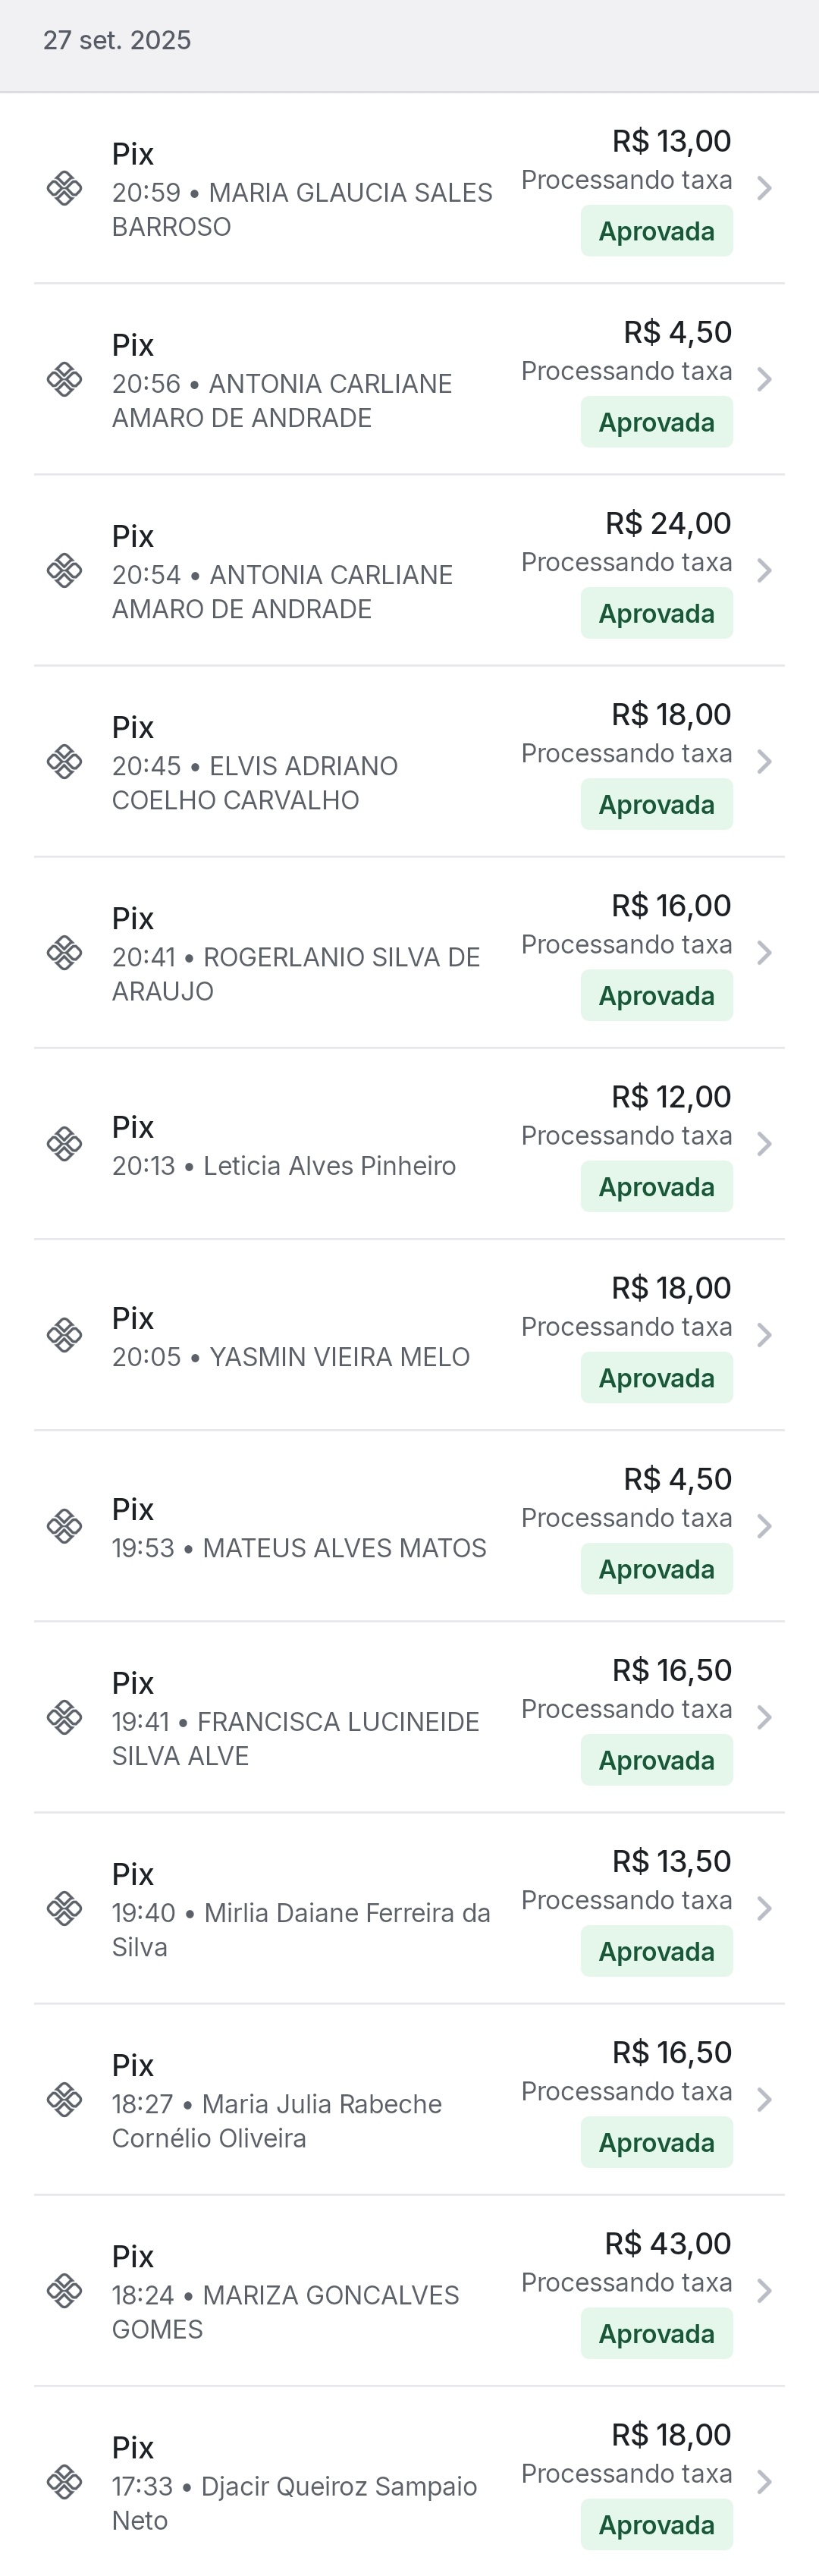 27 set. 2025
Pix
20:59 • MARIA GLAUCIA SALES
BARROSO
R$ 13,00
Processando taxa
Aprovada
Pix
20:56 • ANTONIA CARLIANE
AMARO DE ANDRADE
R$ 4,50
Processando taxa
Aprovada
Pix
20:54 • ANTONIA CARLIANE
AMARO DE ANDRADE
R$ 24,00
Processando taxa
Aprovada
Pix
20:45 • ELVIS ADRIANO
COELHO CARVALHO
R$ 18,00
Processando taxa
Aprovada
Pix
20:41 • ROGERLANIO SILVA DE
ARAUJO
R$ 16,00
Processando taxa
Aprovada
Pix
20:13 • Leticia Alves Pinheiro
R$ 12,00
Processando taxa
Aprovada
Pix
20:05 • YASMIN VIEIRA MELO
R$ 18,00
Processando taxa
Aprovada
Pix
19:53 • MATEUS ALVES MATOS
R$ 4,50
Processando taxa
Aprovada
Pix
19:41 • FRANCISCA LUCINEIDE
SILVA ALVE
R$ 16,50
Processando taxa
Aprovada
Pix
19:40 • Mirlia Daiane Ferreira da
Silva
R$ 13,50
Processando taxa
Aprovada
Pix
18:27 • Maria Julia Rabeche
Cornélio Oliveira
R$ 16,50
Processando taxa
Aprovada
Pix
18:24 • MARIZA GONCALVES
GOMES
R$ 43,00
Processando taxa
Aprovada
Pix
17:33 • Djacir Queiroz Sampaio
Neto
R$ 18,00
Processando taxa
Aprovada